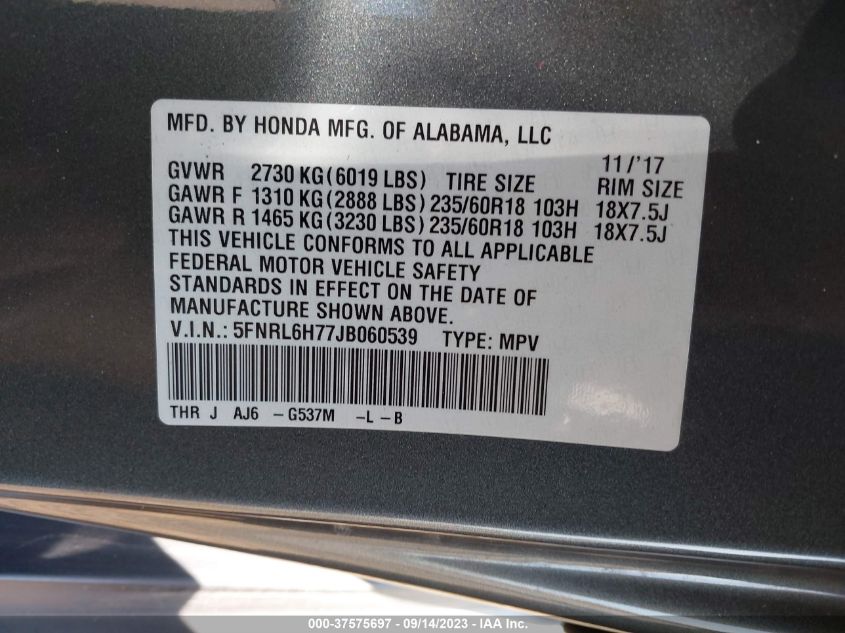 MFD. BY HONDA MFG. OF ALABAMA, LLC
11/'17
GVWR 2730 KG(6019 LBS) TIRE SIZE RIM SIZE
GAWR F 1310 KG(2888 LBS) 235/60R18 103H 18X7.5J
GAWR R 1465 KG(3230 LBS) 235/60R18 103H 18X7.5J
THIS VEHICLE CONFORMS TO ALL APPLICABLE
FEDERAL MOTOR VEHICLE SAFETY
STANDARDS IN EFFECT ON THE DATE OF
MANUFACTURE SHOWN ABOVE.
V.I.N.: 5FNRL6H77JB060539 TYPE: MPV
THR J AJ6 – G537M –L –B
000-37575697 - 09/14/2023 - IAA Inc.